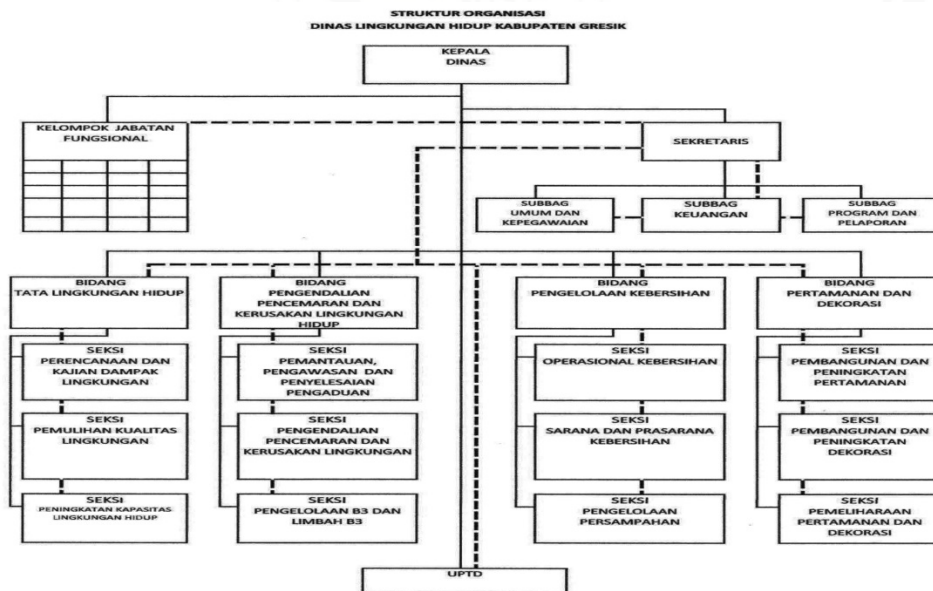 STRUKTUR ORGANISASI
DINAS LINGKUNGAN HIDUP KABUPATEN GRESIK
KEPALA
DINAS
KELOMPOK JABATAN
FUNGSIONAL
SEKRETARIS
SUBBAG
UMUM DAN
KEPEGAWAIAN
SUBBAG
KEUANGAN
SUBBAG
PROGRAM DAN
PELAPORAN
BIDANG
TATA LINGKUNGAN HIDUP
BIDANG
PENGENDALIAN
PENCEMARAN DAN
KERUSAKAN LINGKUNGAN
HIDUP
BIDANG
PENGELOLAAN KEBERSIHAN
BIDANG
PERTAMANAN DAN
DEKORASI
SEKSI
PERENCANAAN DAN
KAJIAN DAMPAK
LINGKUNGAN
SEKSI
PEMANTAUAN,
PENGAWASAN DAN
PENYELESAIAN
PENGADUAN
SEKSI
OPERASIONAL KEBERSIHAN
SEKSI
PEMBANGUNAN DAN
PENINGKATAN
PERTAMANAN
SEKSI
PEMULIHAN KUALITAS
LINGKUNGAN
SEKSI
PENGENDALIAN
PENCEMARAN DAN
KERUSAKAN LINGKUNGAN
SEKSI
SARANA DAN PRASARANA
KEBERSIHAN
SEKSI
PEMBANGUNAN DAN
PENINGKATAN
DEKORASI
SEKSI
PENINGKATAN KAPASITAS
LINGKUNGAN HIDUP
SEKSI
PENGELOLAAN B3 DAN
LIMBAH B3
SEKSI
PENGELOLAAN
PERSAMPAHAN
SEKSI
PEMELIHARAAN
PERTAMANAN DAN
DEKORASI
UPTD